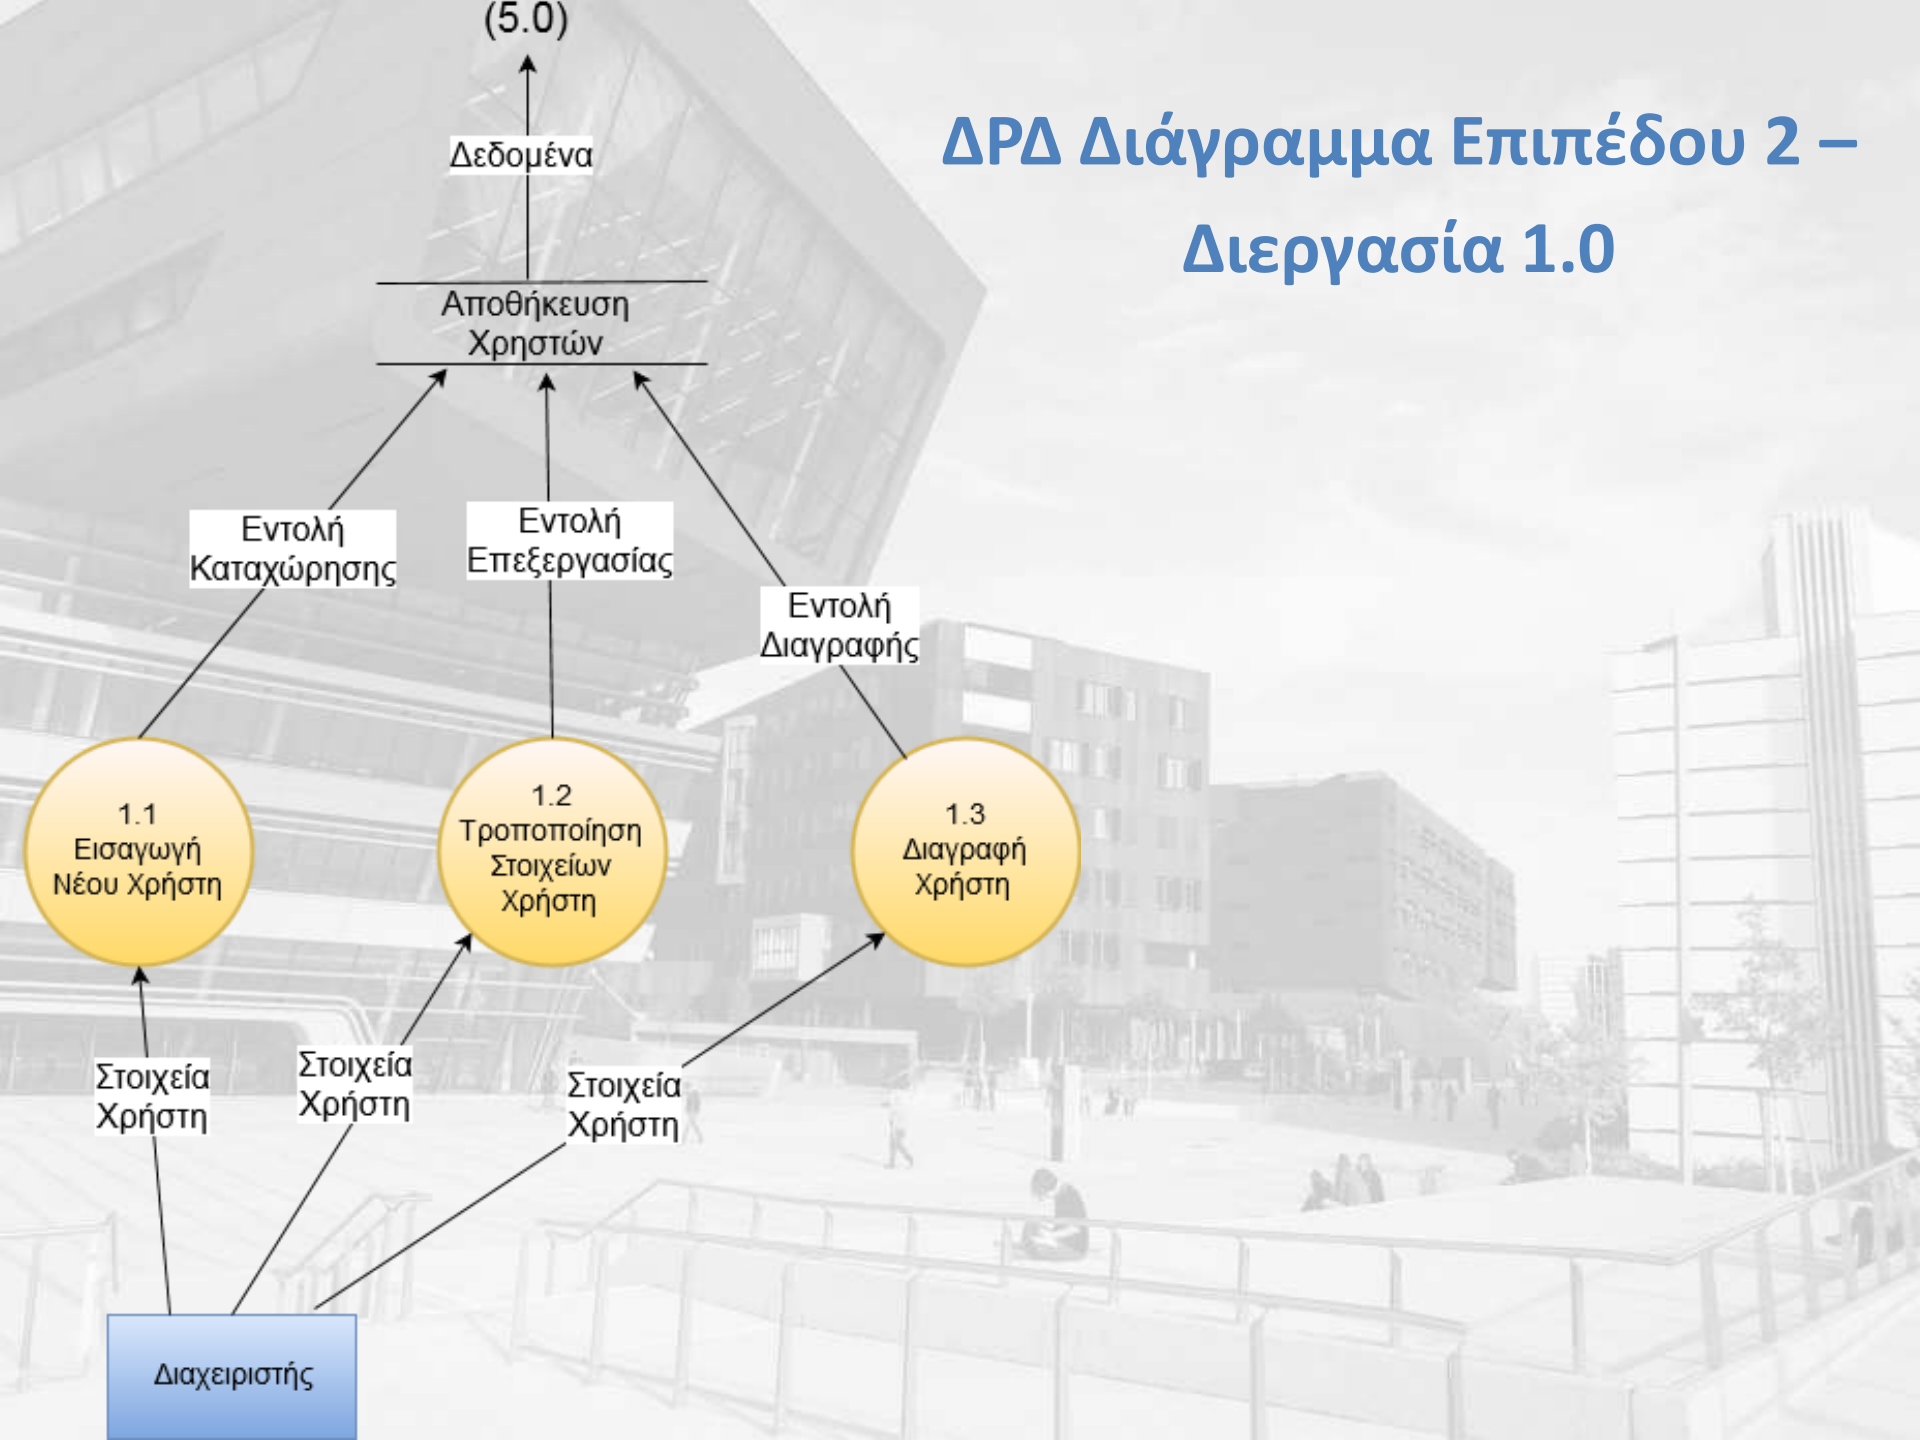 (5.0)
ΔΡΔ Διάγραμμα Επιπέδου 2 –
Διεργασία 1.0
Δεδομένα
Αποθήκευση
Χρηστών
Εντολή
Καταχώρησης
Εντολή
Επεξεργασίας
Εντολή
Διαγραφής
1.1
Εισαγωγή
Νέου Χρήστη
1.2
Τροποποίηση
Στοιχείων
Χρήστη
1.3
Διαγραφή
Χρήστη
Στοιχεία
Χρήστη
Στοιχεία
Χρήστη
Στοιχεία
Χρήστη
Διαχειριστής